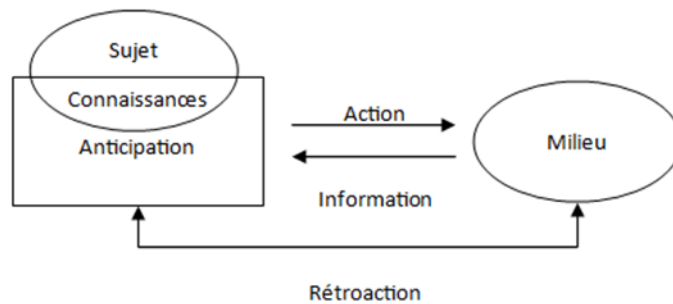 Sujet
Connaissances
Anticipation
Action
Information
Milieu
Rétroaction